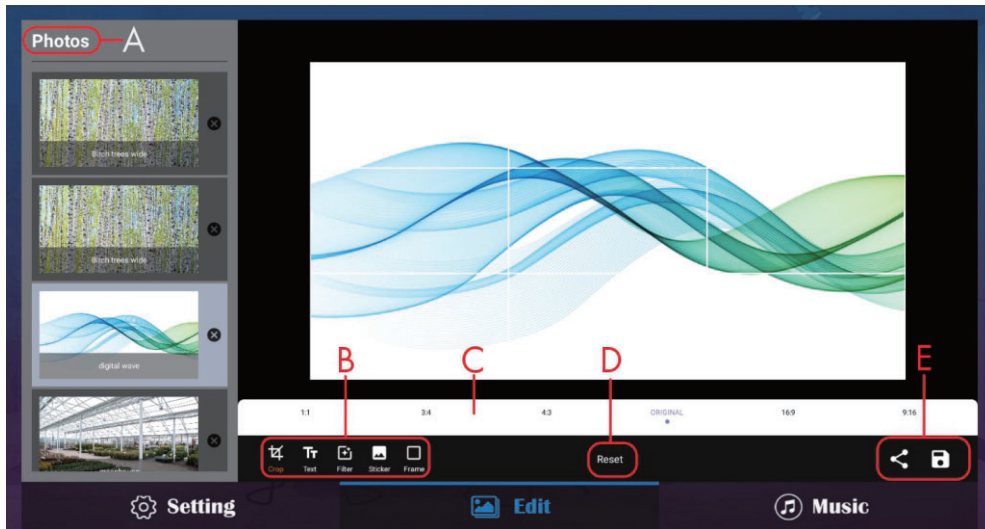 Photos
A
Birch trees wide
Birch trees wide
digital wave
B
C
D
E
1:1
3:4
4:3
ORIGINAL
16:9
9:16
Crop
Text
Filter
Sticker
Frame
Reset
Setting
Edit
Music